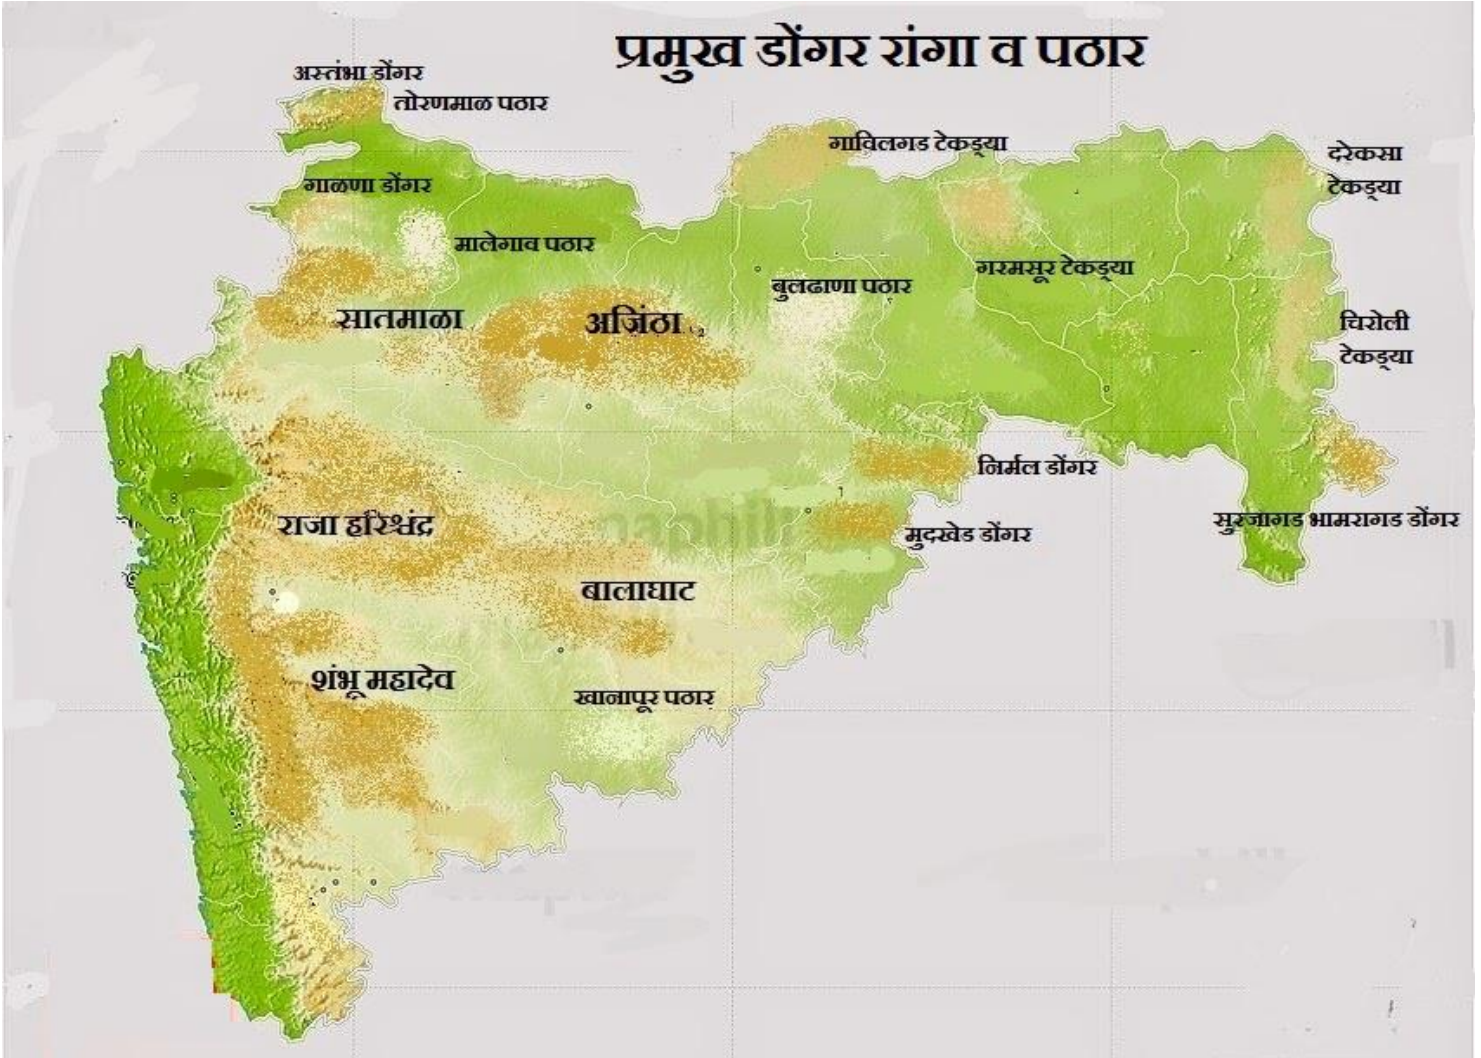 प्रमुख डोंगर रांगा व पठार
अस्तंभा डोंगर
तोरणमाळ पठार
गाविलगड टेकड्या
दरेकसा
टेकड्या
गाळणा डोंगर
मालेगाव पठार
गरमसूर टेकड्या
बुलढाणा पठार
सातमाळा
अजिंठा
चिरोली
टेकड्या
निर्मल डोंगर
राजा हरिश्चंद्र
सुरजागड भामरागड डोंगर
मुदखेड डोंगर
बालाघाट
शंभू महादेव
खानापूर पठार